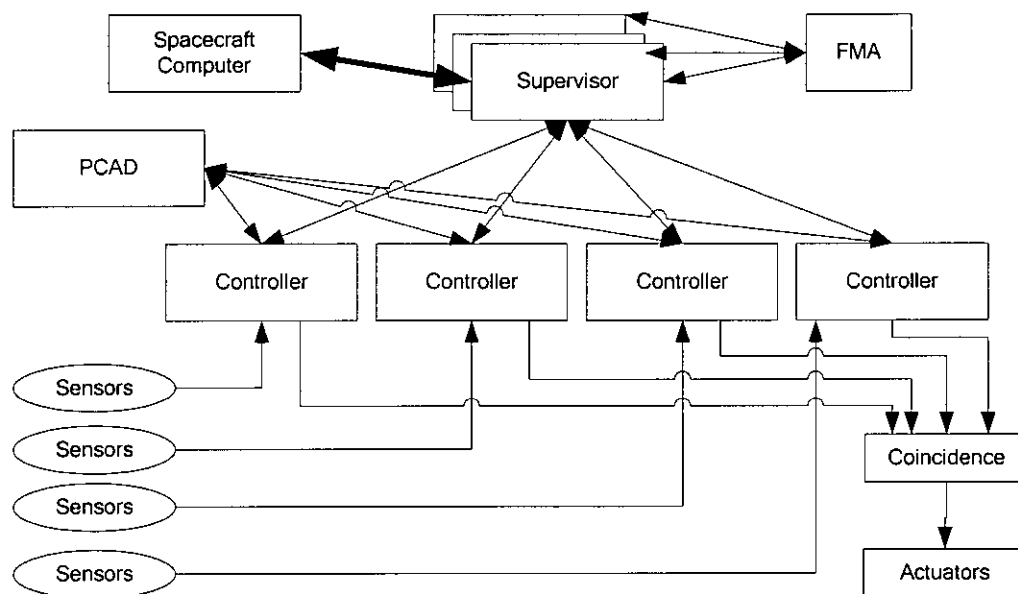 Spacecraft
Computer
Supervisor
FMA
PCAD
Controller
Controller
Controller
Controller
Sensors
Sensors
Sensors
Sensors
Coincidence
Actuators